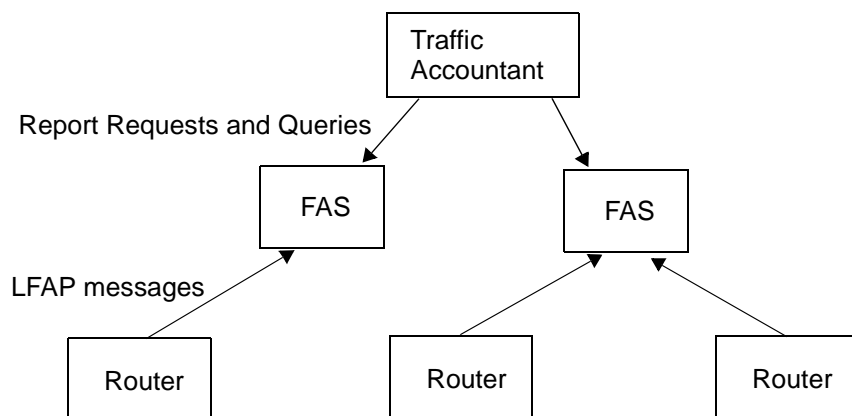 Traffic
Accountant
Report Requests and Queries
FAS
FAS
LFAP messages
Router
Router
Router